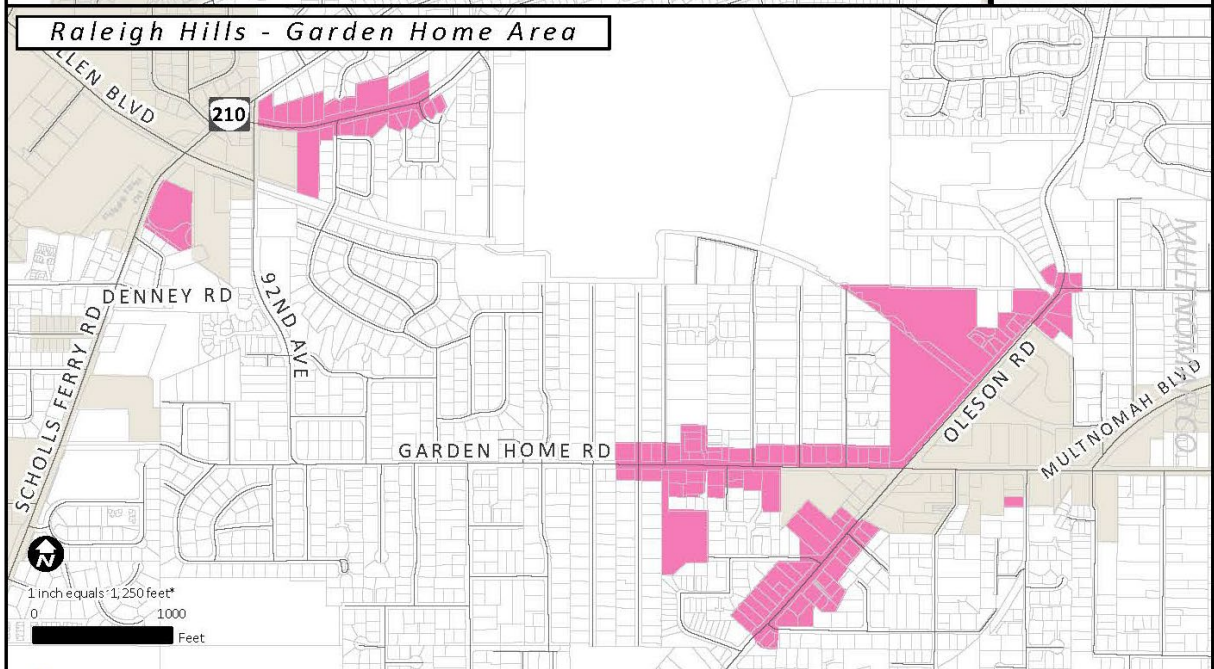 Raleigh Hills - Garden Home Area
LLEN BLVD
210
DENNEY RD
92ND AVE
SCHOLLS FERRY RD
GARDEN HOME RD
OLESON RD
MULTNOMAH BLVD
MULTNOMAH CO.
N
1 inch equals 1,250 feet*
0 1000
Feet